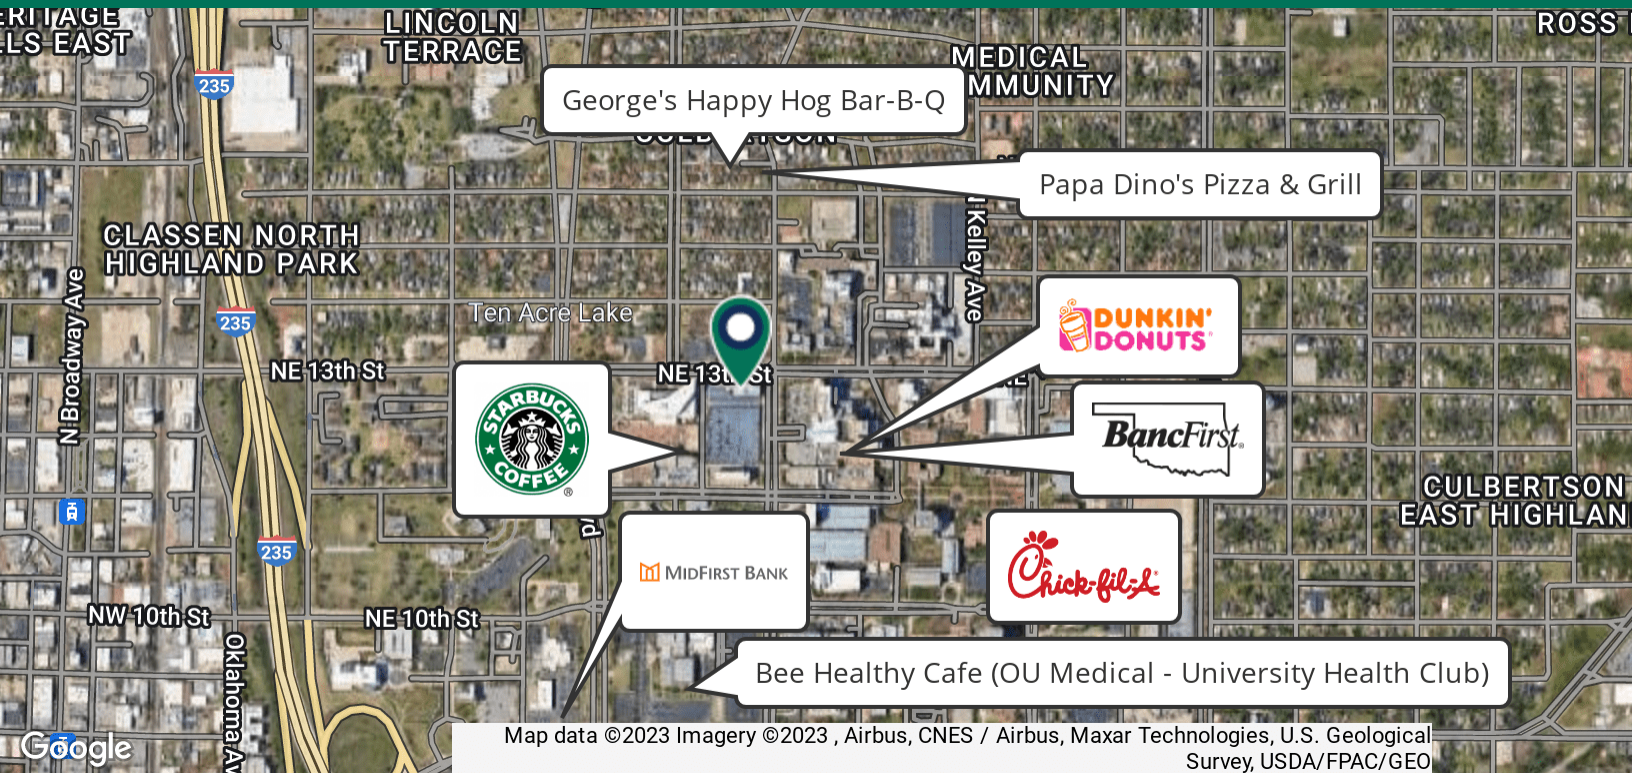 LINCOLN
TERRACE
ROSS
LLS EAST
MEDICAL
235
George's Happy Hog Bar-B-Q
Papa Dino's Pizza & Grill
CLASSEN NORTH
HIGHLAND PARK
N Kelley Ave
N Broadway Ave
Ten Acre Lake
235
DUNKIN'
DONUTS
NE 13th St
NE 13th St
NE
STARBUCKS
COFFEE
®
BancFirst
CULBERTSON
EAST HIGHLAN
235
MIDFIRST BANK
Chick-fil-A
NW 10th St
NE 10th St
Oklahoma Av
Bee Healthy Cafe (OU Medical - University Health Club)
Google
Map data ©2023 Imagery ©2023 , Airbus, CNES / Airbus, Maxar Technologies, U.S. Geological
Survey, USDA/FPAC/GEO